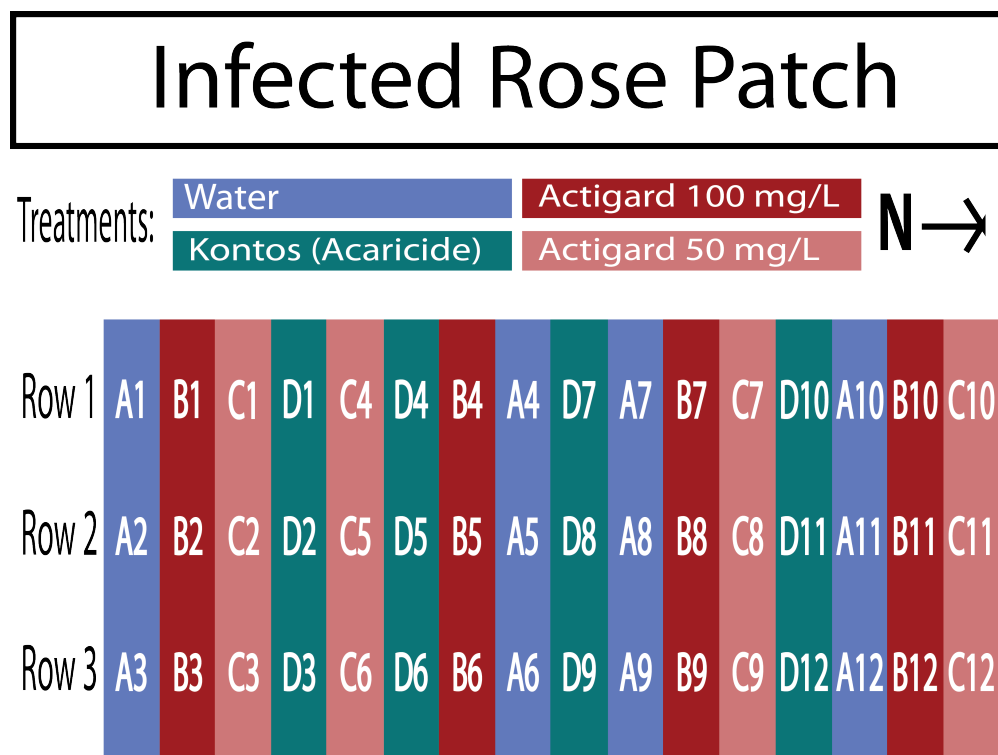 Infected Rose Patch
Treatments:
Water
Actigard 100 mg/L
Kontos (Acaricide)
Actigard 50 mg/L
N
Row 1 A1 B1 C1 D1 C4 D4 B4 A4 D7 A7 B7 C7 D10 A10 B10 C10
Row 2 A2 B2 C2 D2 C5 D5 B5 A5 D8 A8 B8 C8 D11 A11 B11 C11
Row 3 A3 B3 C3 D3 C6 D6 B6 A6 D9 A9 B9 C9 D12 A12 B12 C12